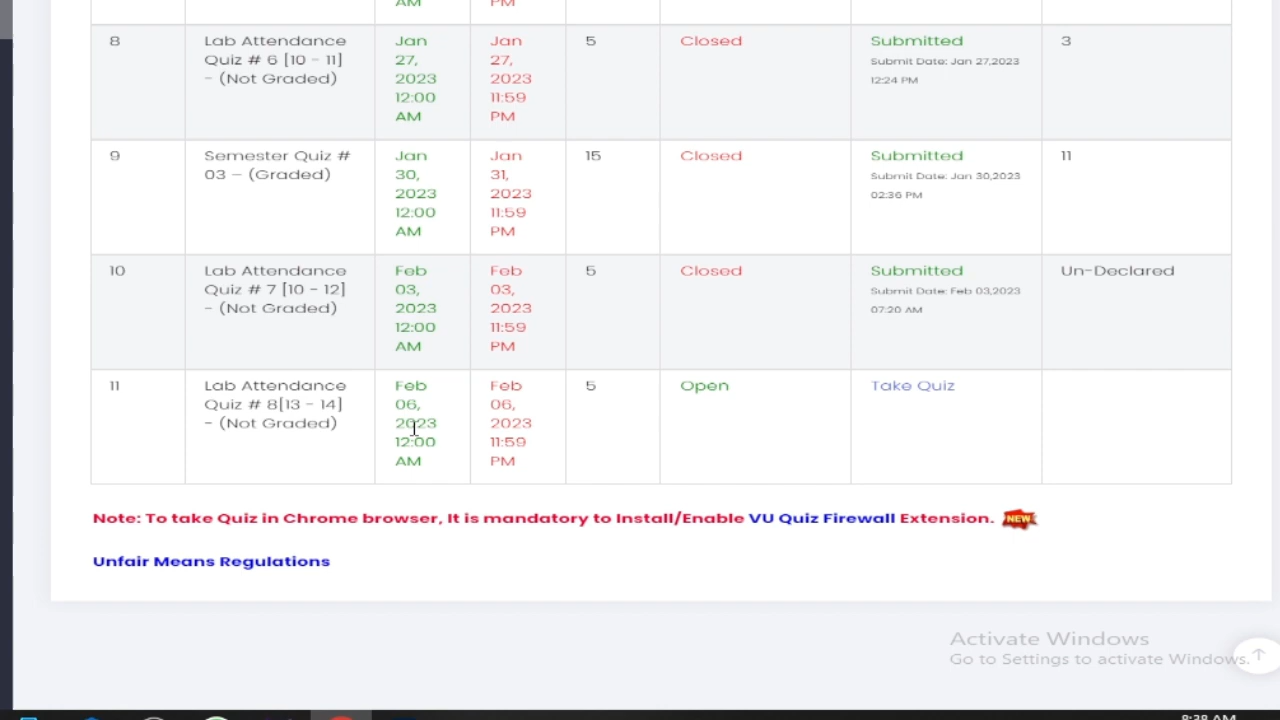 AM PM
8 Lab Attendance Jan Jan 5 Closed Submitted 3
Quiz # 6 [10 - 11] 27, 27, Submit Date: Jan 27,2023
- (Not Graded) 2023 2023 12:24 PM
12:00 11:59
AM PM
9 Semester Quiz # Jan Jan 15 Closed Submitted 11
03 – (Graded) 30, 31, Submit Date: Jan 30,2023
2023 2023 02:36 PM
12:00 11:59
AM PM
10 Lab Attendance Feb Feb 5 Closed Submitted Un-Declared
Quiz # 7 [10 - 12] 03, 03, Submit Date: Feb 03,2023
- (Not Graded) 2023 2023 07:20 AM
12:00 11:59
AM PM
11 Lab Attendance Feb Feb 5 Open Take Quiz
Quiz # 8[13 - 14] 06, 06,
- (Not Graded) 2023 2023
12:00 11:59
AM PM
Note: To take Quiz in Chrome browser, It is mandatory to Install/Enable VU Quiz Firewall Extension. NEW
Unfair Means Regulations
Activate Windows
Go to Settings to activate Windows.
8:38 AM